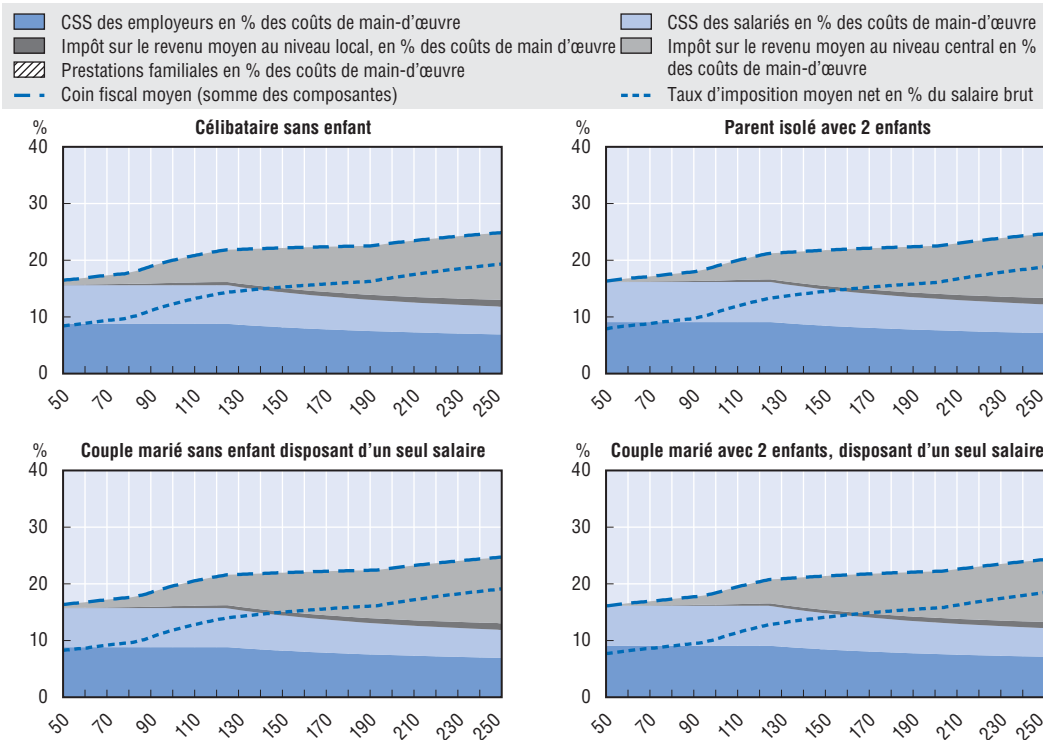 CSS des employeurs en % des coûts de main-d'œuvre
CSS des salariés en % des coûts de main-d'œuvre
Impôt sur le revenu moyen au niveau local, en % des coûts de main d'œuvre
Impôt sur le revenu moyen au niveau central en %
des coûts de main-d'œuvre
Prestations familiales en % des coûts de main-d'œuvre
Coin fiscal moyen (somme des composantes)
Taux d'imposition moyen net en % du salaire brut
% Célibataire sans enfant
40
30
20
10
0
50 70 90 110 130 150 170 190 210 230 250
% Parent isolé avec 2 enfants
40
30
20
10
0
50 70 90 110 130 150 170 190 210 230 250
% Couple marié sans enfant disposant d'un seul salaire
40
30
20
10
0
50 70 90 110 130 150 170 190 210 230 250
% Couple marié avec 2 enfants, disposant d'un seul salaire
40
30
20
10
0
50 70 90 110 130 150 170 190 210 230 250